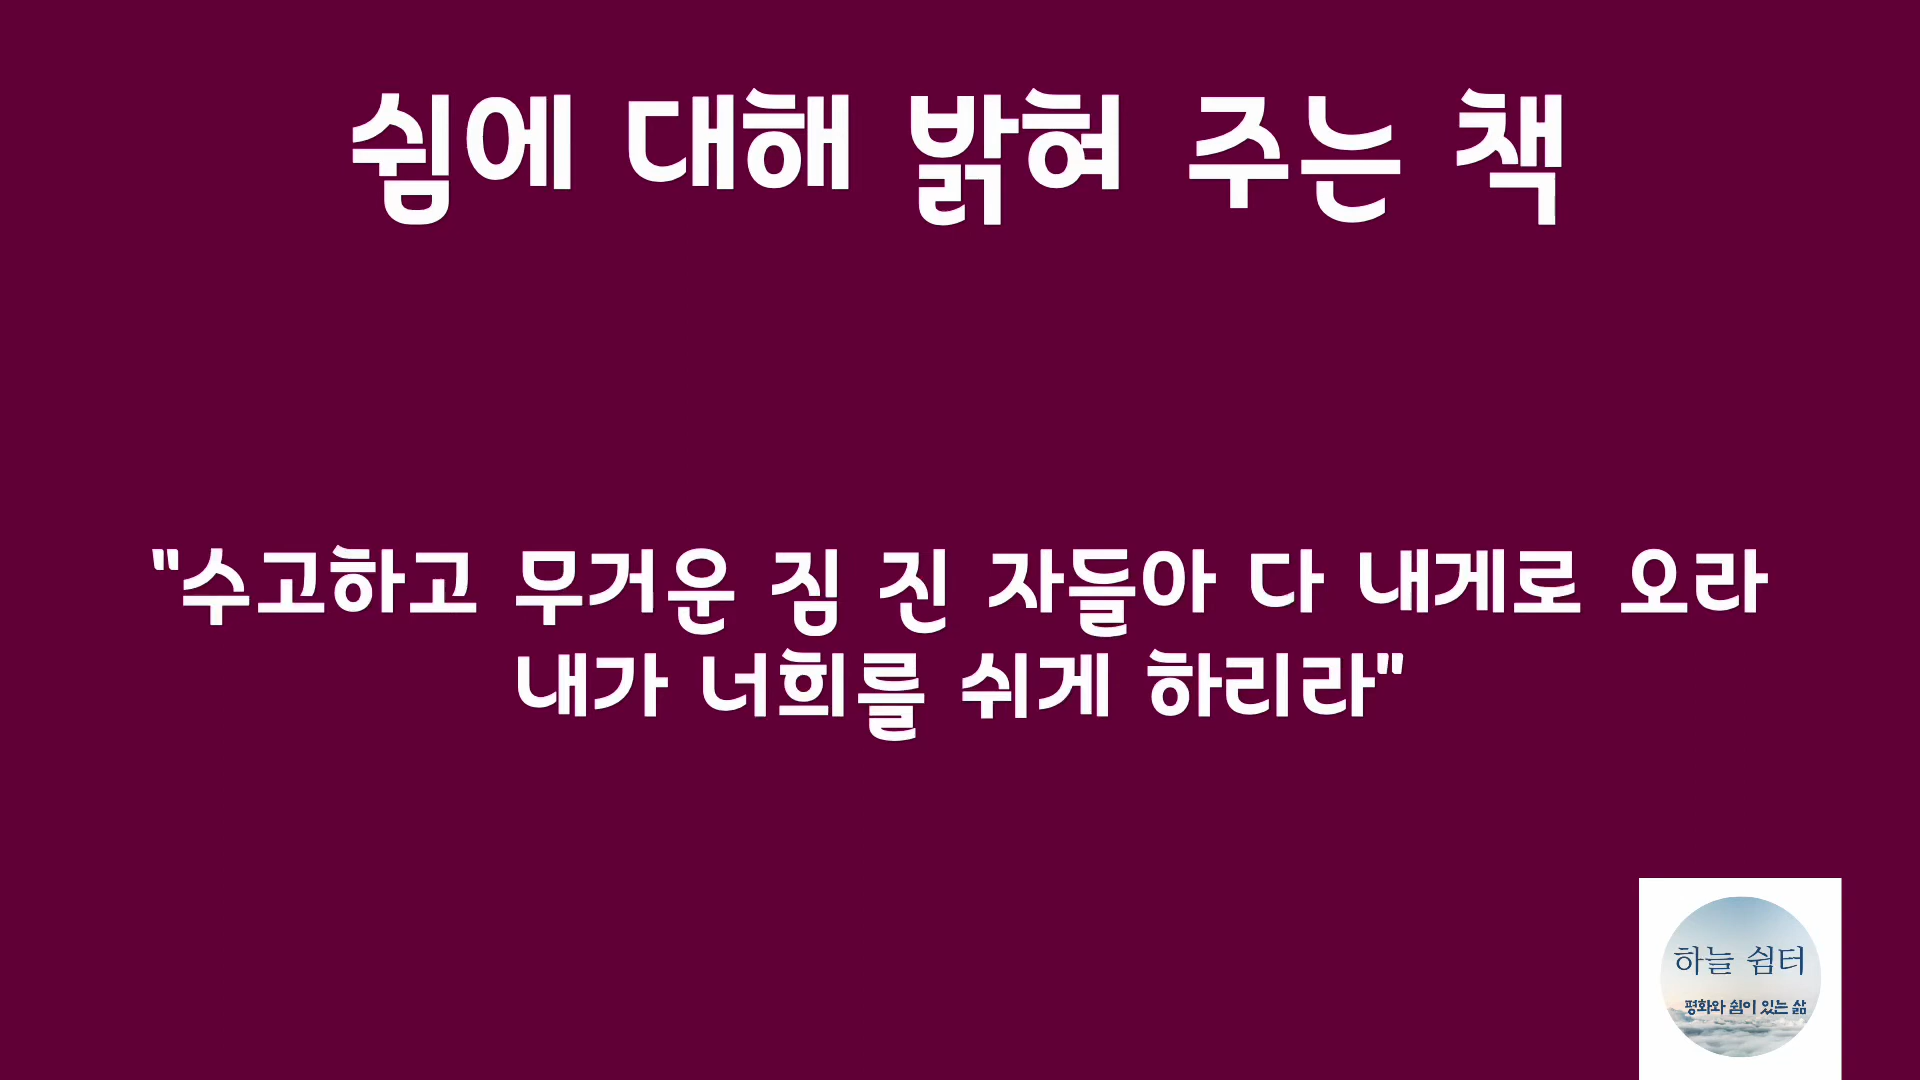 쉼에 대해 밝혀 주는 책
"수고하고 무거운 짐 진 자들아 다 내게로 오라
내가 너희를 쉬게 하리라"
하늘 쉼터
평화와 쉼이 있는 삶